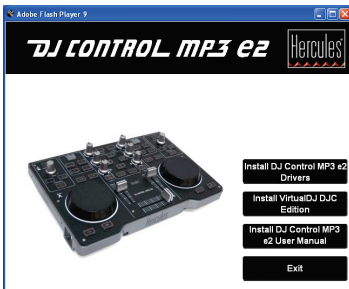 Adobe Flash Player 9
DJ CONTROL MP3 e2
Hercules
Install DJ Control MP3 e2
Drivers
Install VirtualDJ DJC
Edition
Install DJ Control MP3
e2 User Manual
Exit